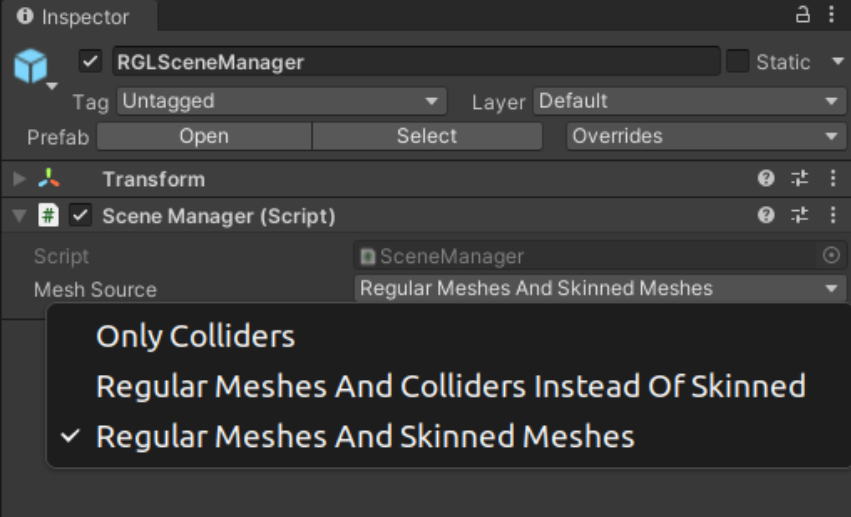 Inspector
RGLSceneManager Static
Tag Untagged Layer Default
Prefab Open Select Overrides
Transform
# Scene Manager (Script)
Script SceneManager
Mesh Source Regular Meshes And Skinned Meshes
Only Colliders
Regular Meshes And Colliders Instead Of Skinned
Regular Meshes And Skinned Meshes